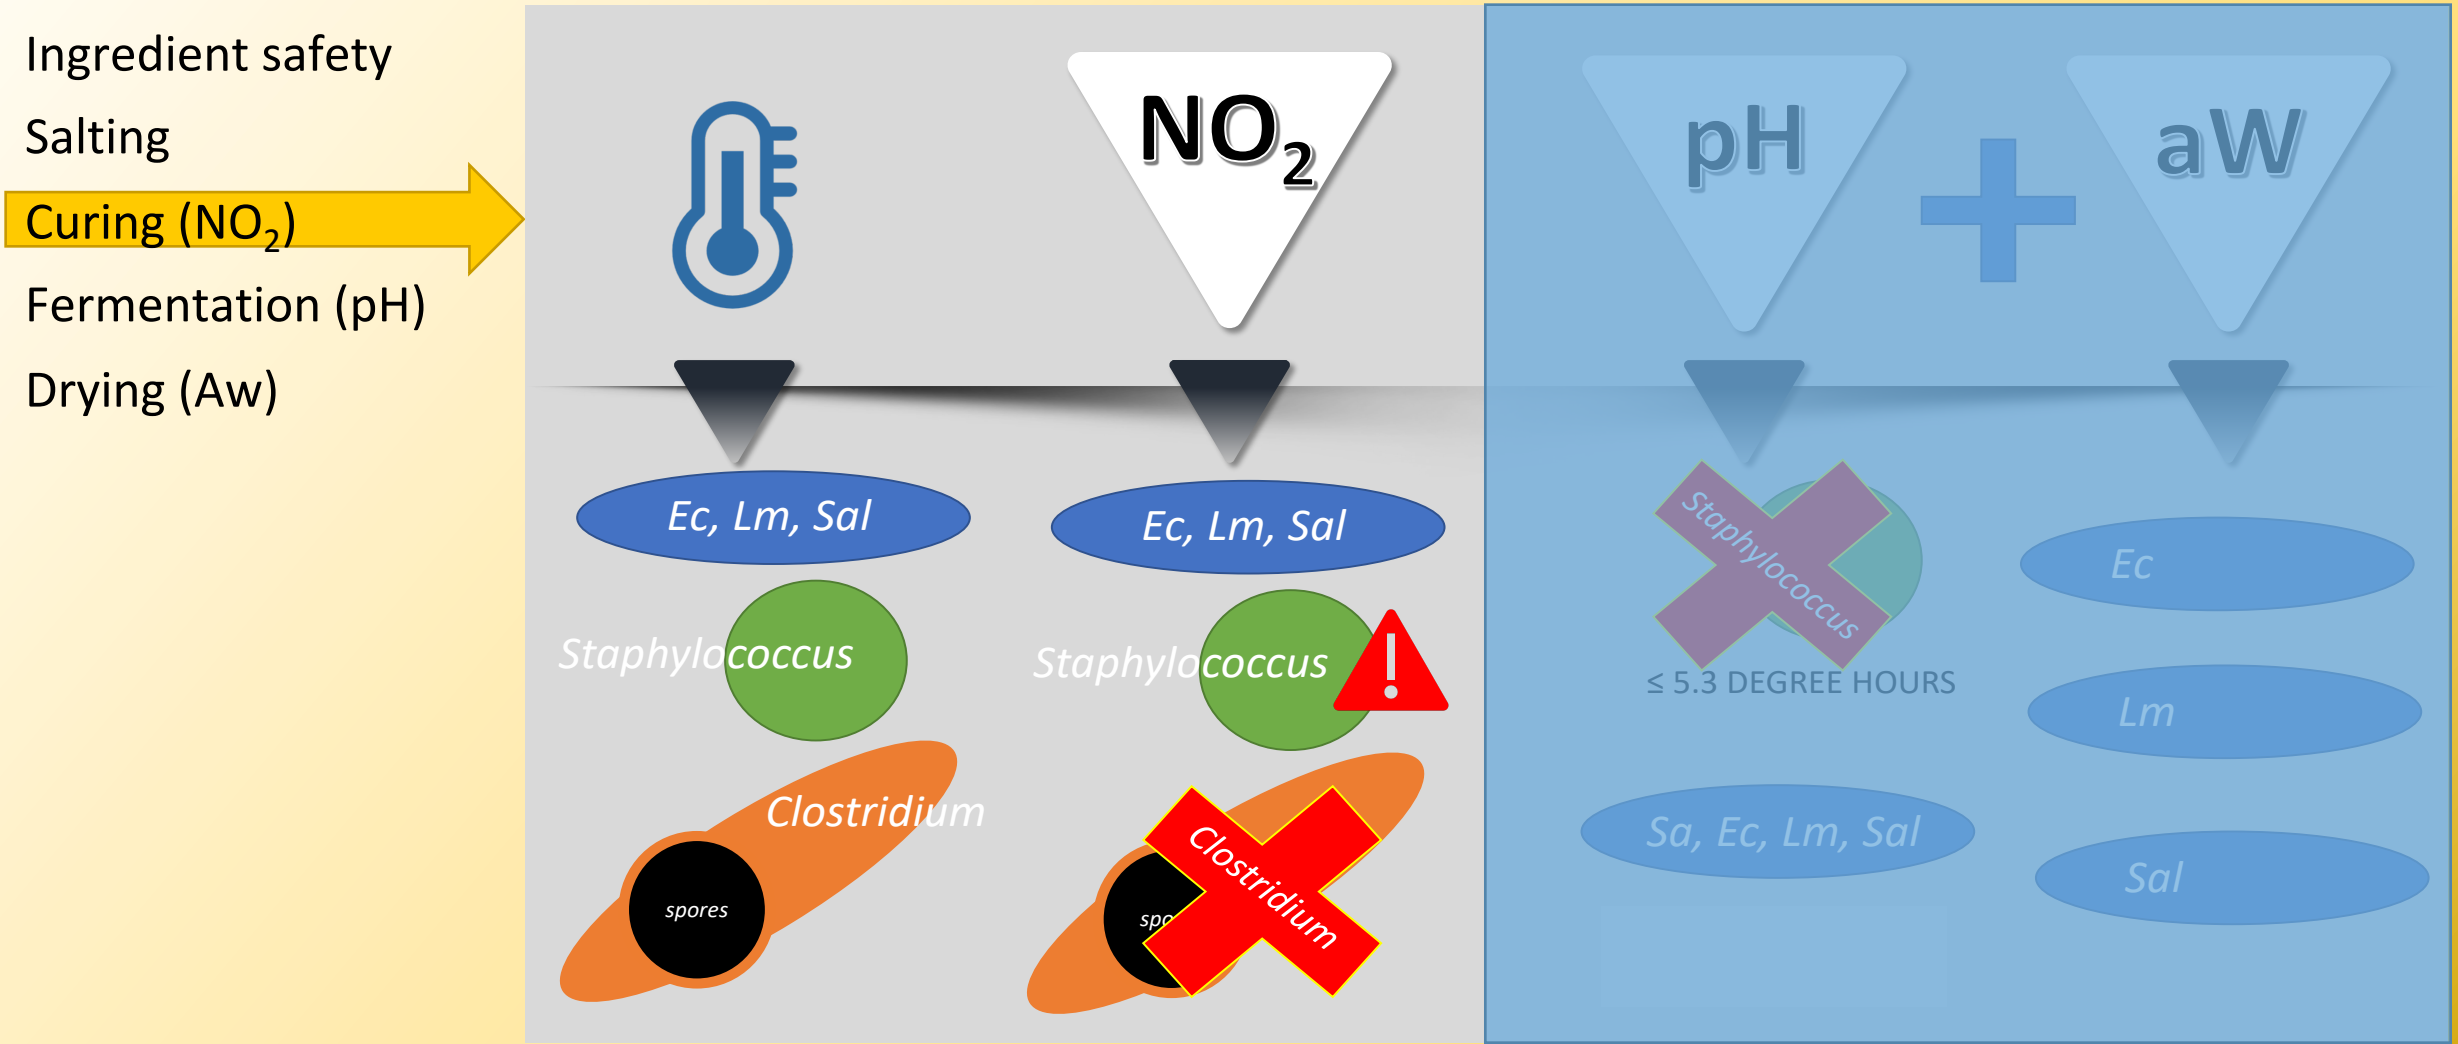 Ingredient safety
Salting
Curing (NO₂)
Fermentation (pH)
Drying (Aw)
NO₂
pH
aW
Ec, Lm, Sal
Staphylococcus
Clostridium
spores
Ec, Lm, Sal
Staphylococcus
!
Clostridium
spo
Staphylococcus
≤ 5.3 DEGREE HOURS
Sa, Ec, Lm, Sal
Ec
Lm
Sal